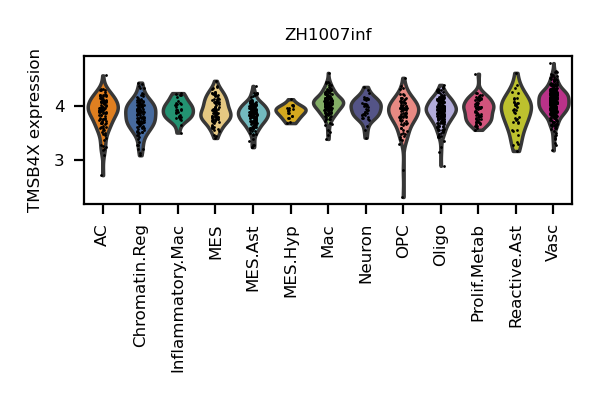 ZH1007inf
TMSB4X expression
4
3
AC
Chromatin.Reg
Inflammatory.Mac
MES
MES.Ast
MES.Hyp
Mac
Neuron
OPC
Oligo
Prolif.Metab
Reactive.Ast
Vasc